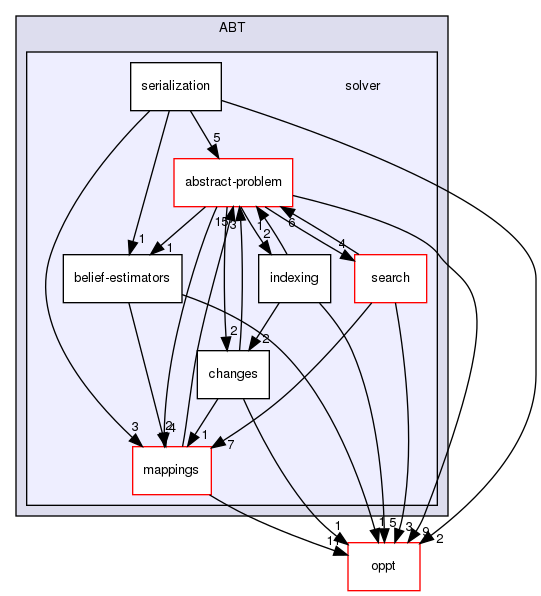 ABT
serialization
solver
5
abstract-problem
1
1
15
3
1
2
6
4
belief-estimators
indexing
search
2
2
changes
3
2
4
1
7
mappings
1
1
5
3
9
2
11
oppt